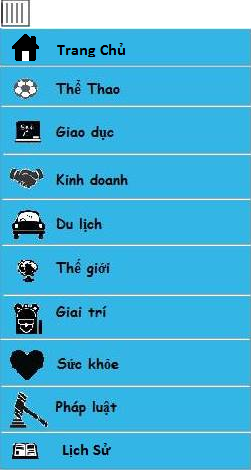 Trang Chủ
Thể Thao
Giao dục
Kinh doanh
Du lịch
Thế giới
Giai trí
Sức khỏe
Pháp luật
Lịch Sử